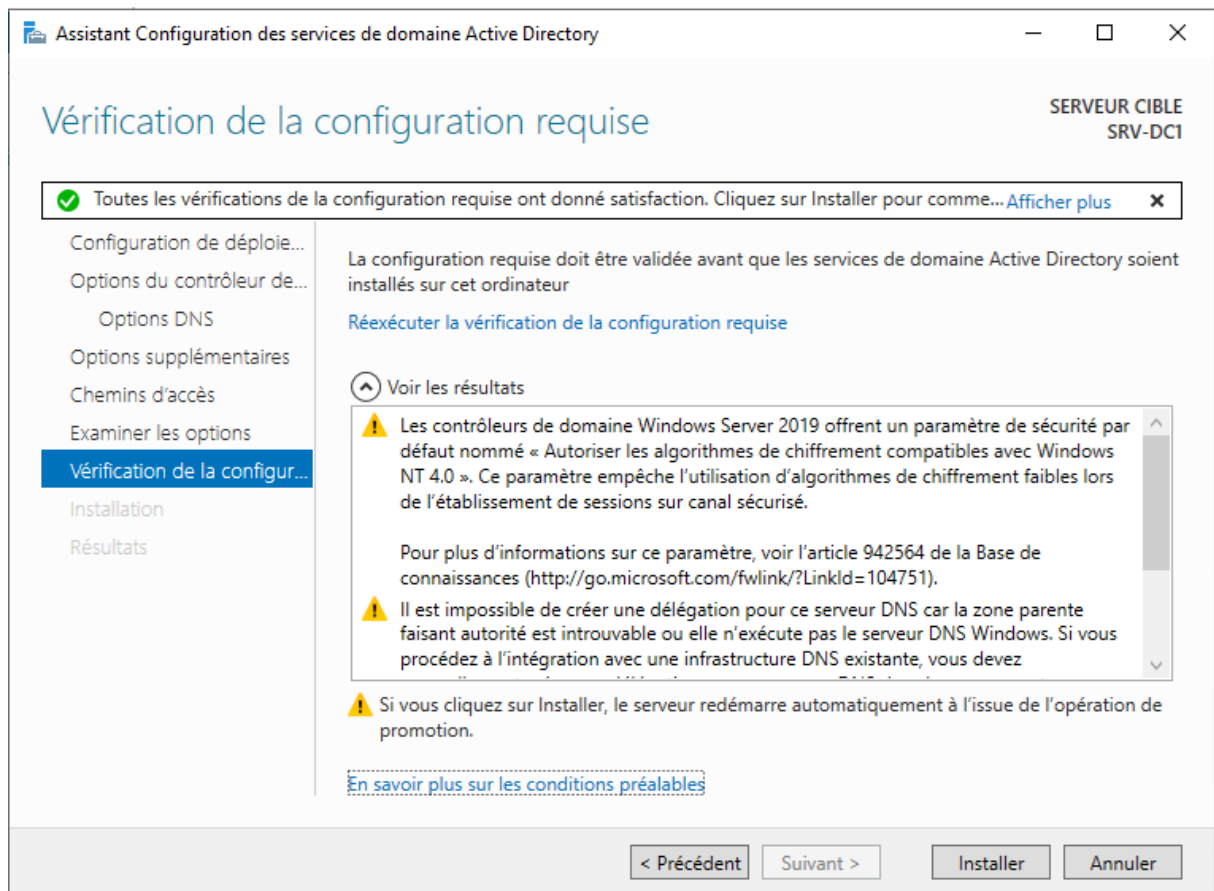 Assistant Configuration des services de domaine Active Directory
Vérification de la configuration requise
SERVEUR CIBLE
SRV-DC1
Toutes les vérifications de la configuration requise ont donné satisfaction. Cliquez sur Installer pour comme... Afficher plus
Configuration de déploie...
Options du contrôleur de...
Options DNS
Options supplémentaires
Chemins d’accès
Examiner les options
Vérification de la configur...
Installation
Résultats
La configuration requise doit être validée avant que les services de domaine Active Directory soient
installés sur cet ordinateur
Réexécuter la vérification de la configuration requise
Voir les résultats
Les contrôleurs de domaine Windows Server 2019 offrent un paramètre de sécurité par
défaut nommé « Autoriser les algorithmes de chiffrement compatibles avec Windows
NT 4.0 ». Ce paramètre empêche l’utilisation d’algorithmes de chiffrement faibles lors
de l’établissement de sessions sur canal sécurisé.
Pour plus d’informations sur ce paramètre, voir l’article 942564 de la Base de
connaissances (http://go.microsoft.com/fwlink/?LinkId=104751).
Il est impossible de créer une délégation pour ce serveur DNS car la zone parente
faisant autorité est introuvable ou elle n’exécute pas le serveur DNS Windows. Si vous
procédez à l’intégration avec une infrastructure DNS existante, vous devez
Si vous cliquez sur Installer, le serveur redémarre automatiquement à l’issue de l’opération de
promotion.
En savoir plus sur les conditions préalables
< Précédent
Suivant >
Installer
Annuler